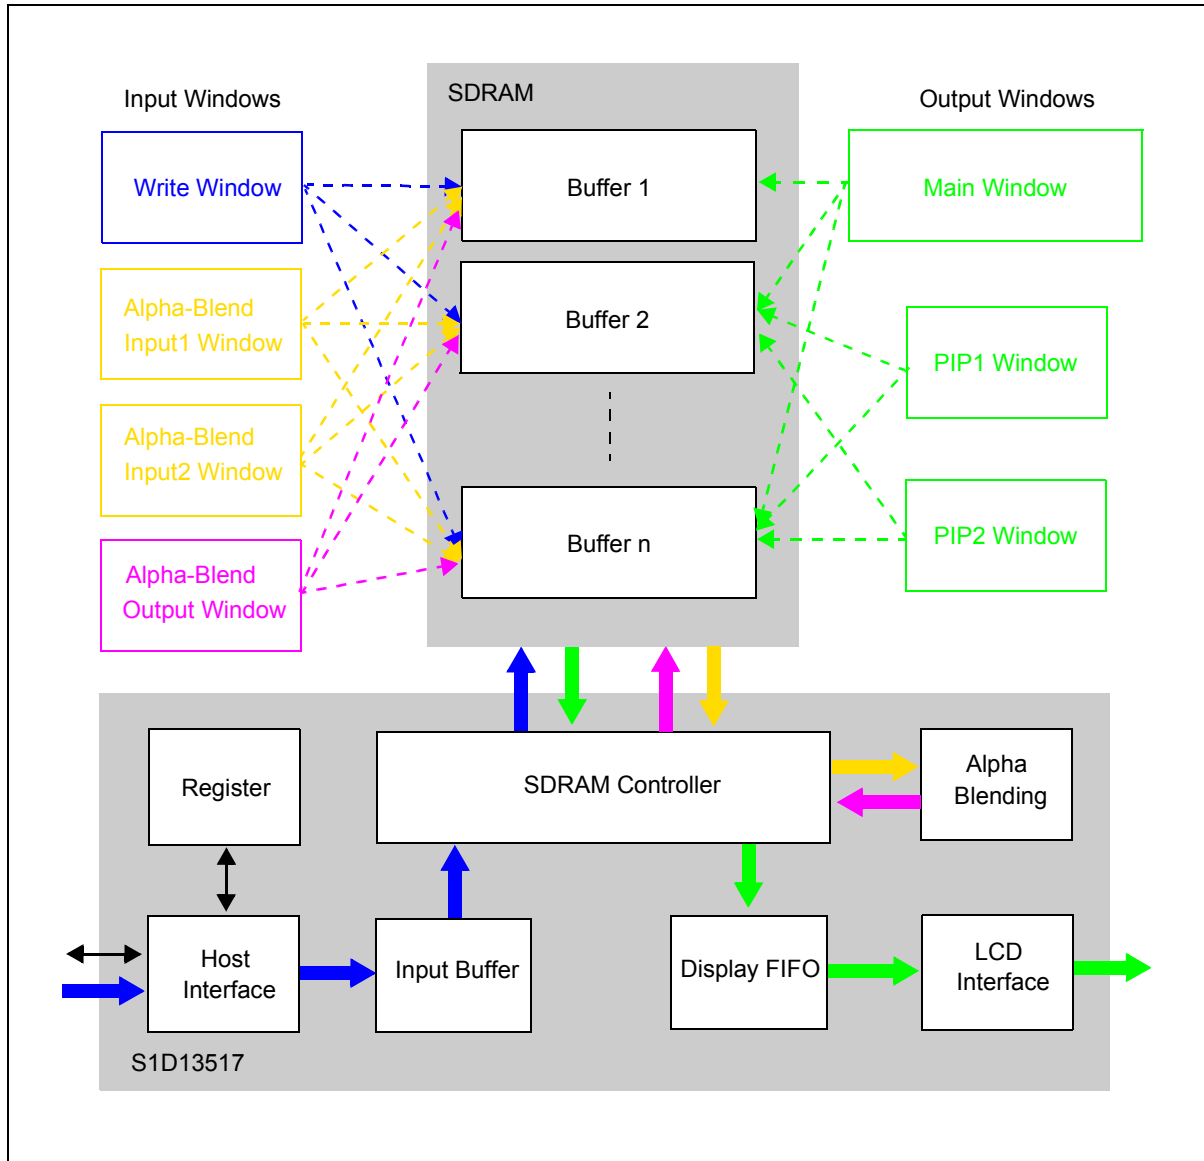 Input Windows
SDRAM
Output Windows
Write Window
Buffer 1
Main Window
Alpha-Blend
Input1 Window
Buffer 2
PIP1 Window
Alpha-Blend
Input2 Window
Buffer n
PIP2 Window
Alpha-Blend
Output Window
Register
SDRAM Controller
Alpha
Blending
Host
Interface
Input Buffer
Display FIFO
LCD
Interface
S1D13517